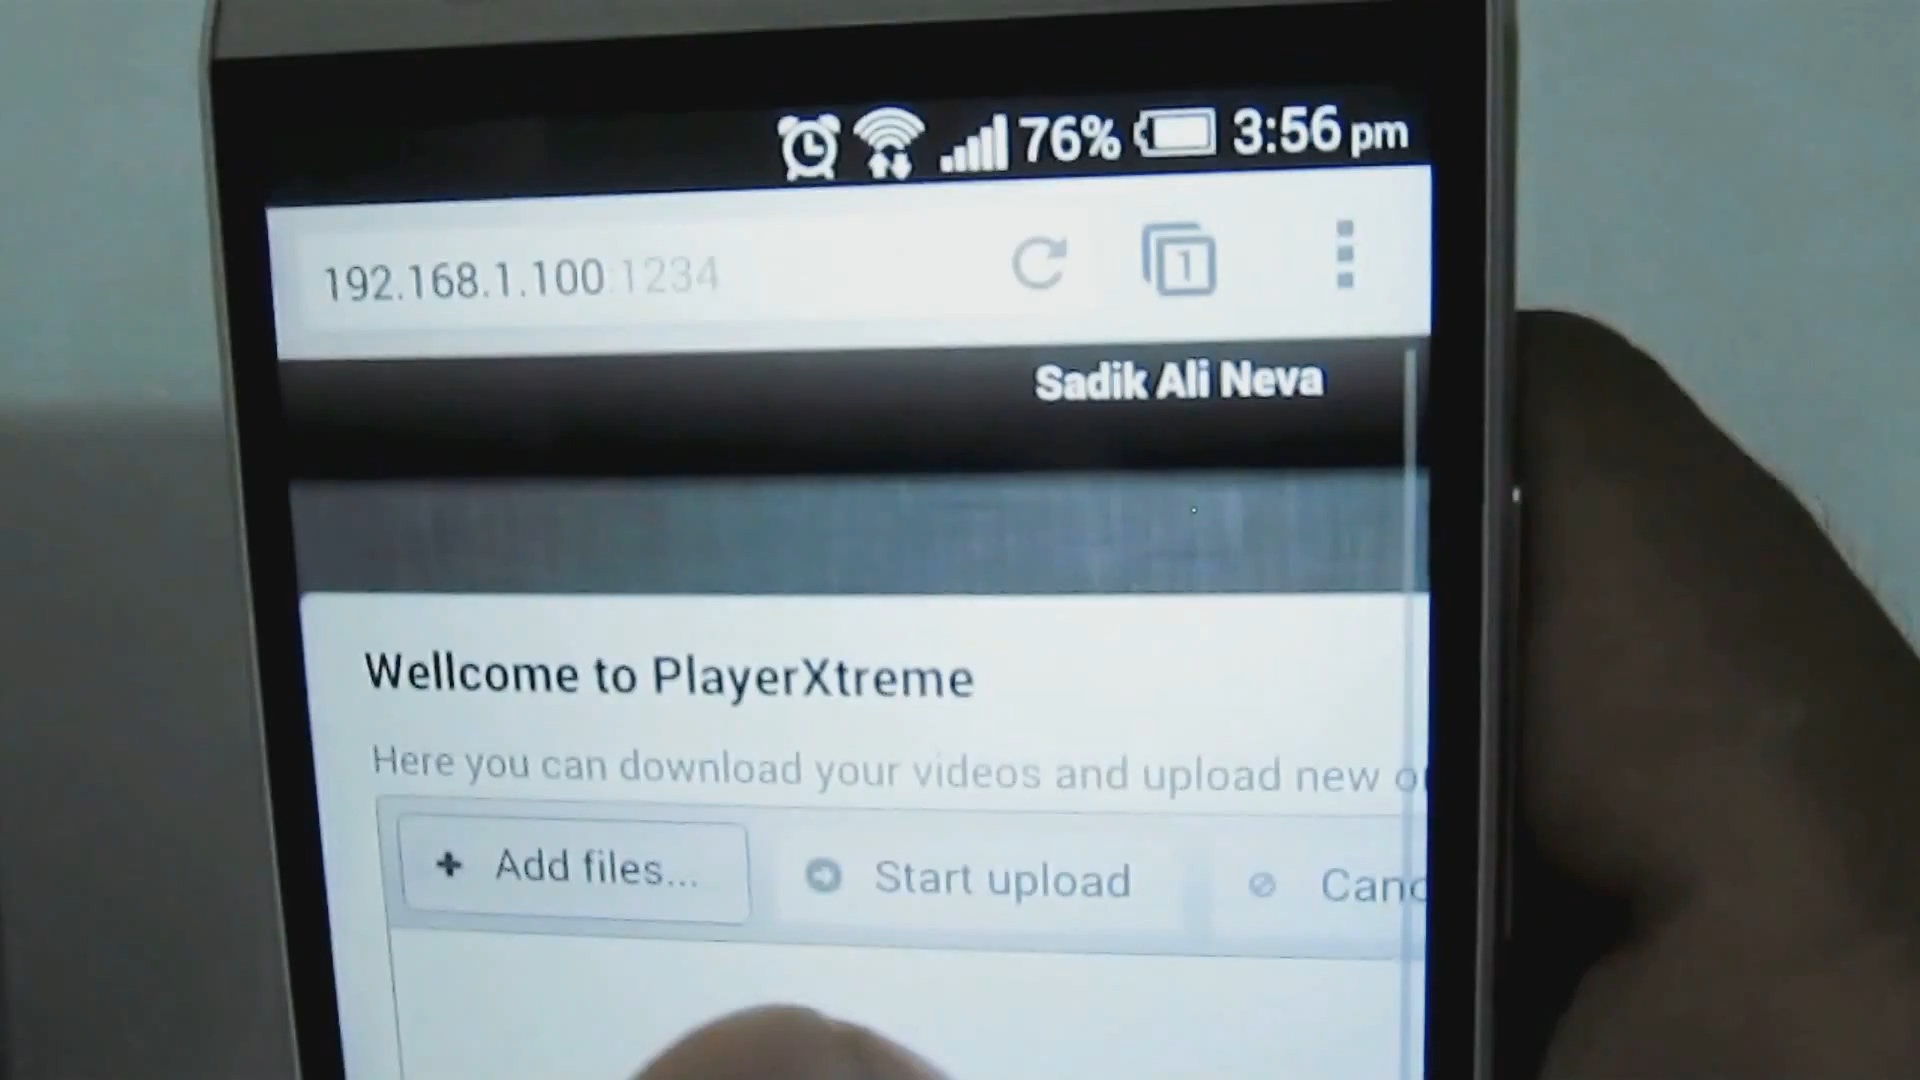 76% 3:56 pm
192.168.1.100:1234
1
Sadik Ali Neva
Wellcome to PlayerXtreme
Here you can download your videos and upload new
Add files...
Start upload
Canc